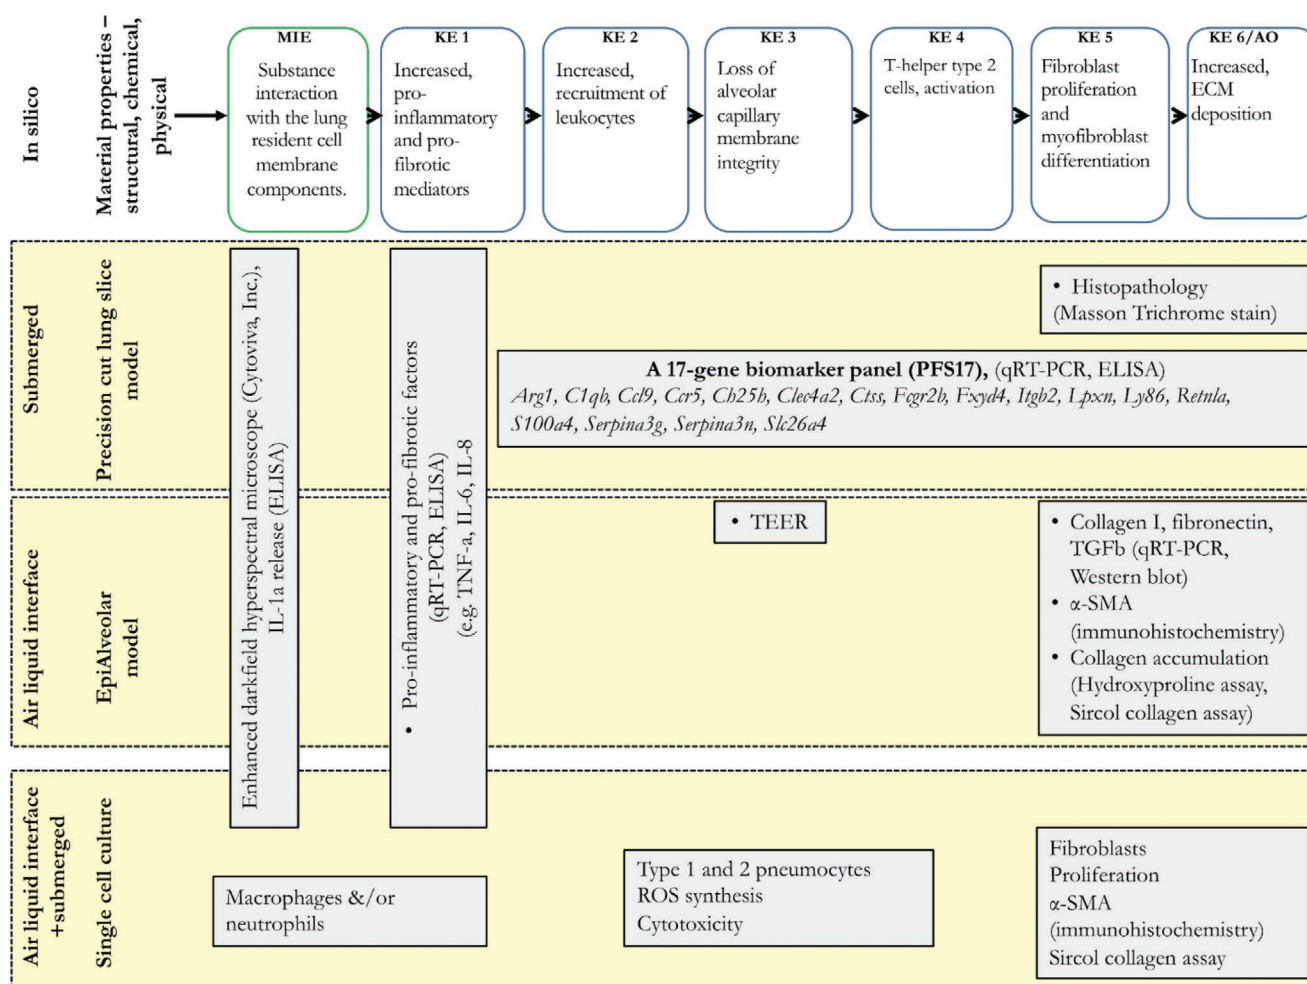 In silico
Material properties –
structural, chemical,
physical
MIE
Substance
interaction
with the lung
resident cell
membrane
components.
KE 1
Increased,
pro-
inflammatory
and pro-
fibrotic
mediators
KE 2
Increased,
recruitment of
leukocytes
KE 3
Loss of
alveolar
capillary
membrane
integrity
KE 4
T-helper type 2
cells, activation
KE 5
Fibroblast
proliferation
and
myofibroblast
differentiation
KE 6/AO
Increased,
ECM
deposition
Submerged
Precision cut lung slice
model
Enhanced darkfield hyperspectral microscope (Cytoviva, Inc.),
IL-1a release (ELISA)
• Pro-inflammatory and pro-fibrotic factors
(qRT-PCR, ELISA)
(e.g. TNF-a, IL-6, IL-8
• Histopathology
(Masson Trichrome stain)
A 17-gene biomarker panel (PFS17), (qRT-PCR, ELISA)
Arg1, C1qb, Ccl9, Ccr5, Ch25h, Clec4a2, Ctss, Fcgr2b, Fxyd4, Itgb2, Lpxn, Ly86, Retnla,
S100a4, Serpina3g, Serpina3n, Slc26a4
Air liquid interface
EpiAlveolar
model
• TEER
• Collagen I, fibronectin,
TGFb (qRT-PCR,
Western blot)
• α-SMA
(immunohistochemistry)
• Collagen accumulation
(Hydroxyproline assay,
Sircol collagen assay)
Air liquid interface
+submerged
Single cell culture
Macrophages &/or
neutrophils
Type 1 and 2 pneumocytes
ROS synthesis
Cytotoxicity
Fibroblasts
Proliferation
α-SMA
(immunohistochemistry)
Sircol collagen assay